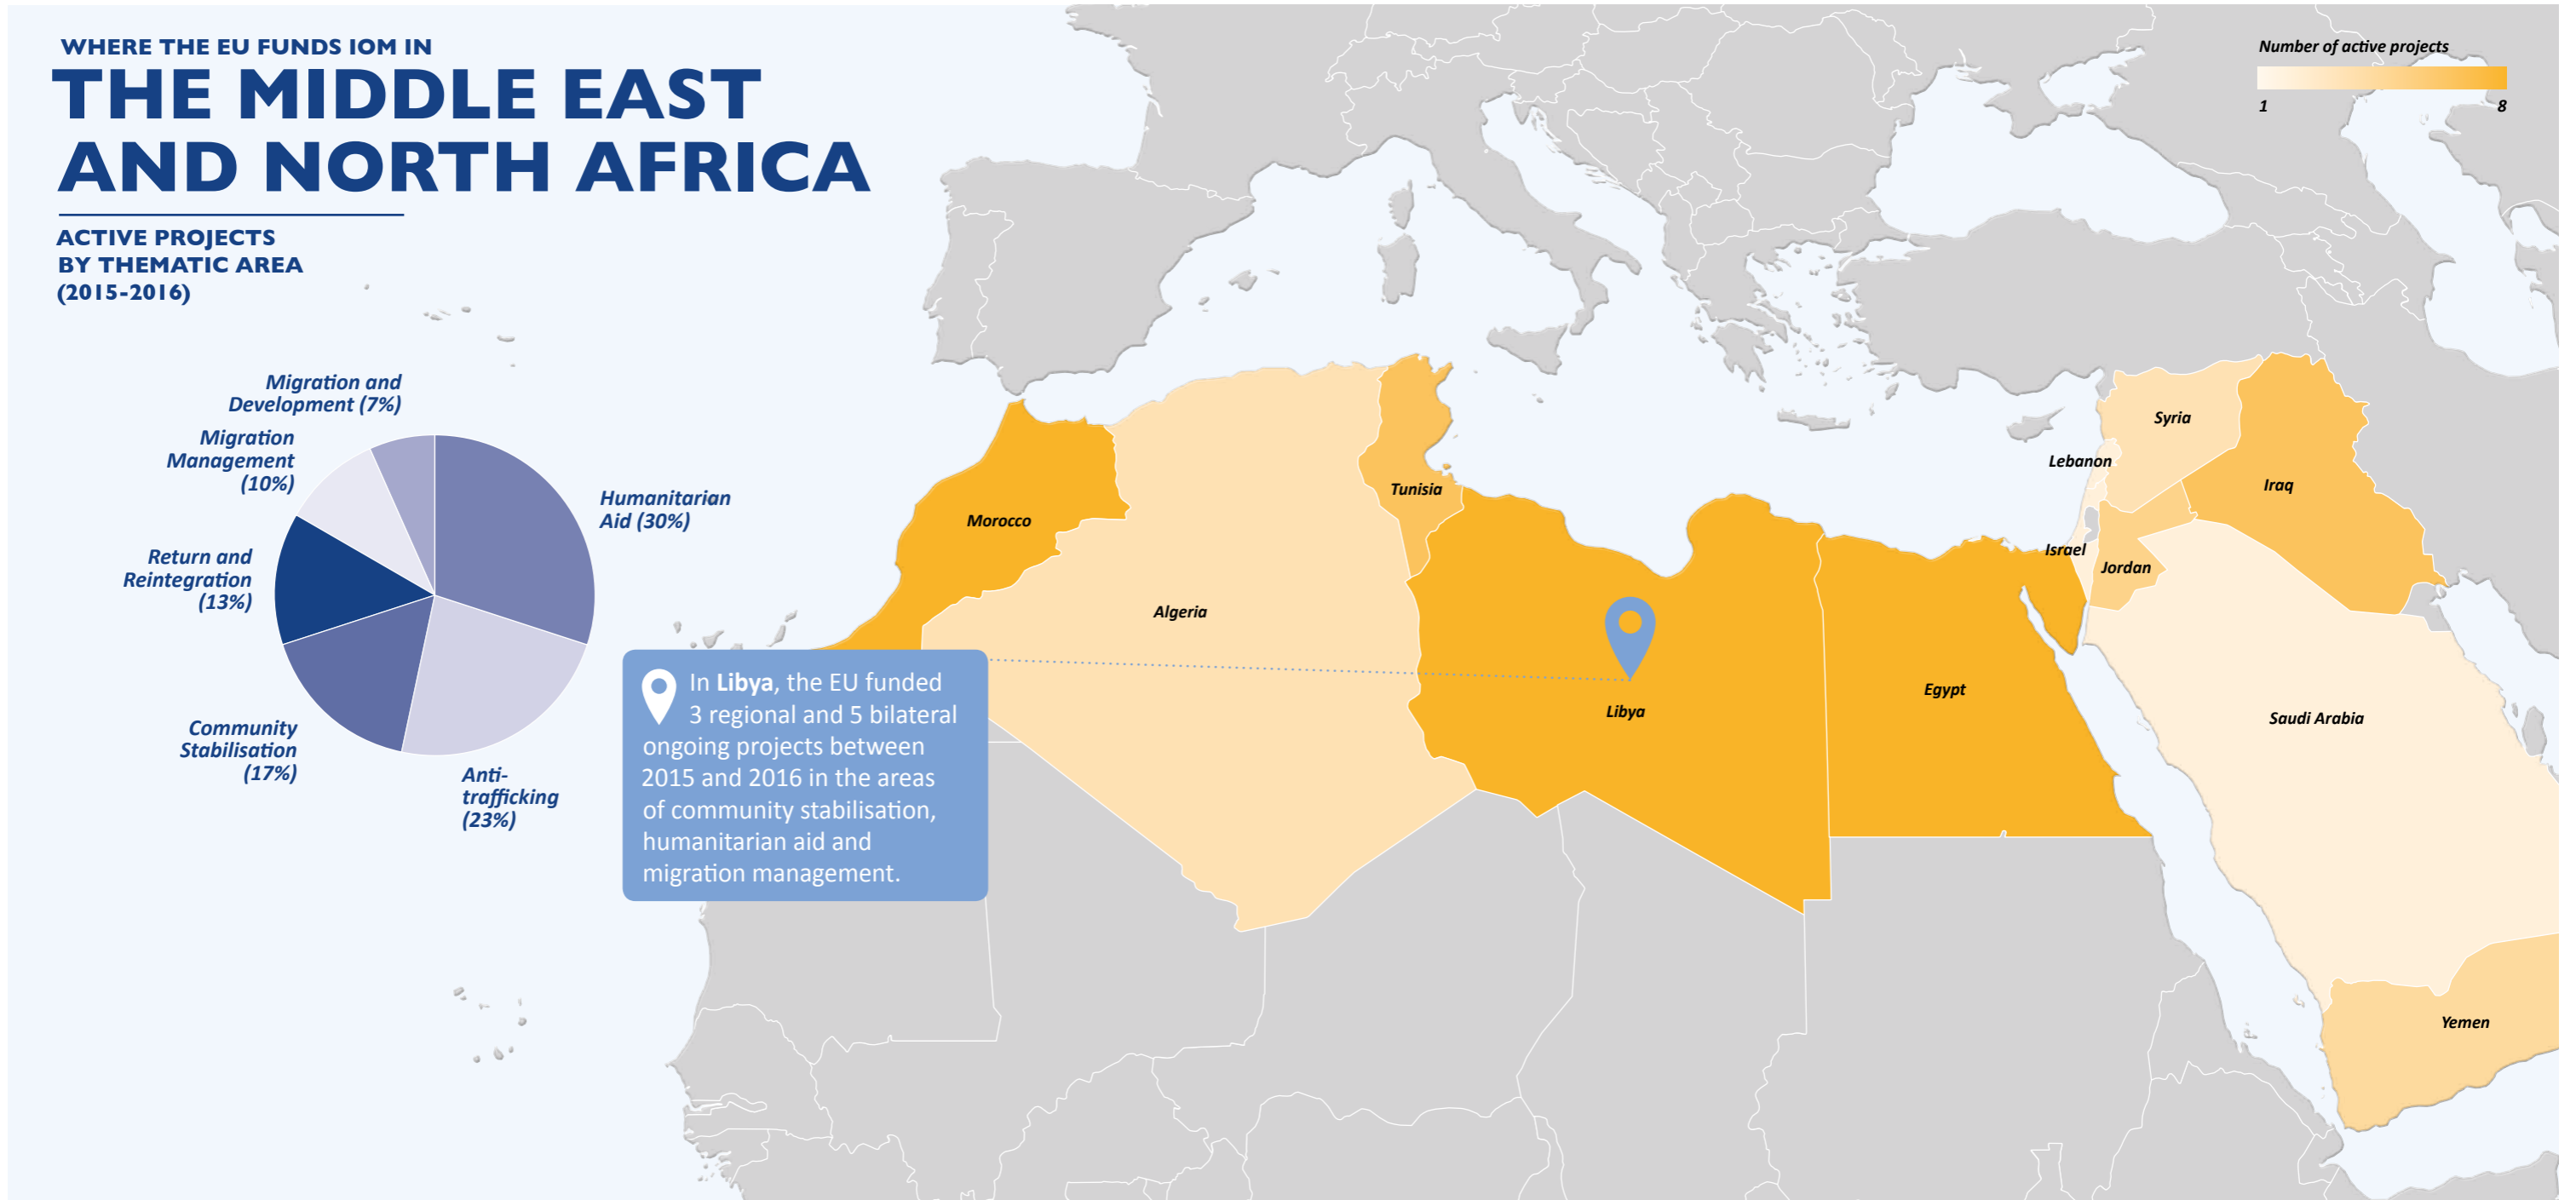 WHERE THE EU FUNDS IOM IN
THE MIDDLE EAST
AND NORTH AFRICA
ACTIVE PROJECTS
BY THEMATIC AREA
(2015-2016)
Migration and
Development (7%)
Migration
Management
(10%)
Return and
Reintegration
(13%)
Community
Stabilisation
(17%)
Anti-
trafficking
(23%)
Humanitarian
Aid (30%)
In Libya, the EU funded
3 regional and 5 bilateral
ongoing projects between
2015 and 2016 in the areas
of community stabilisation,
humanitarian aid and
migration management.
Number of active projects
1 8
Morocco
Algeria
Tunisia
Libya
Egypt
Israel
Lebanon
Syria
Jordan
Iraq
Saudi Arabia
Yemen